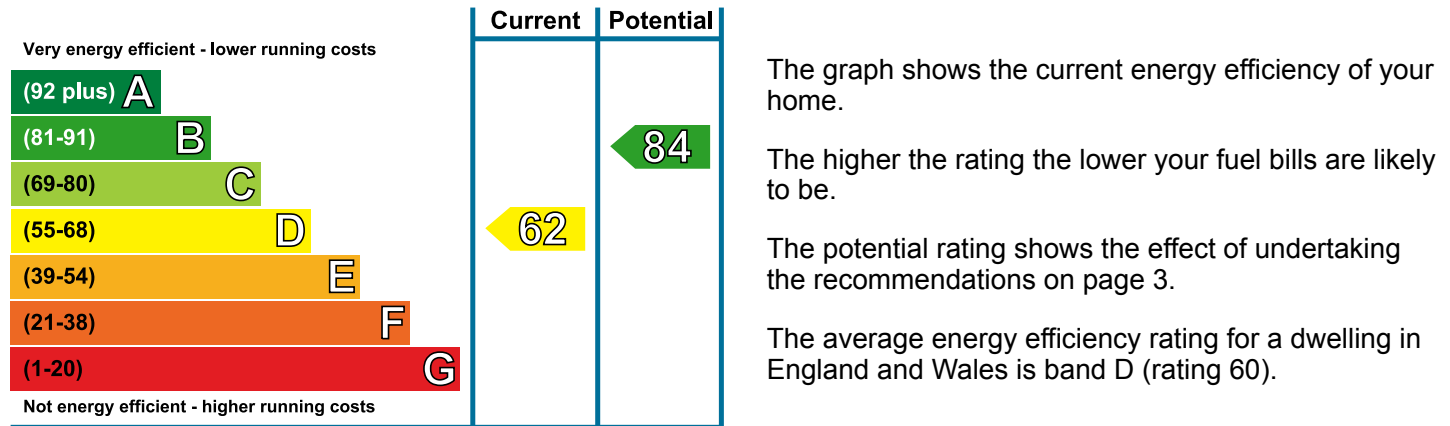 Current Potential
Very energy efficient - lower running costs
(92 plus) A
(81-91) B
84
(69-80) C
(55-68) D
62
(39-54) E
(21-38) F
(1-20) G
Not energy efficient - higher running costs
The graph shows the current energy efficiency of your
home.
The higher the rating the lower your fuel bills are likely
to be.
The potential rating shows the effect of undertaking
the recommendations on page 3.
The average energy efficiency rating for a dwelling in
England and Wales is band D (rating 60).